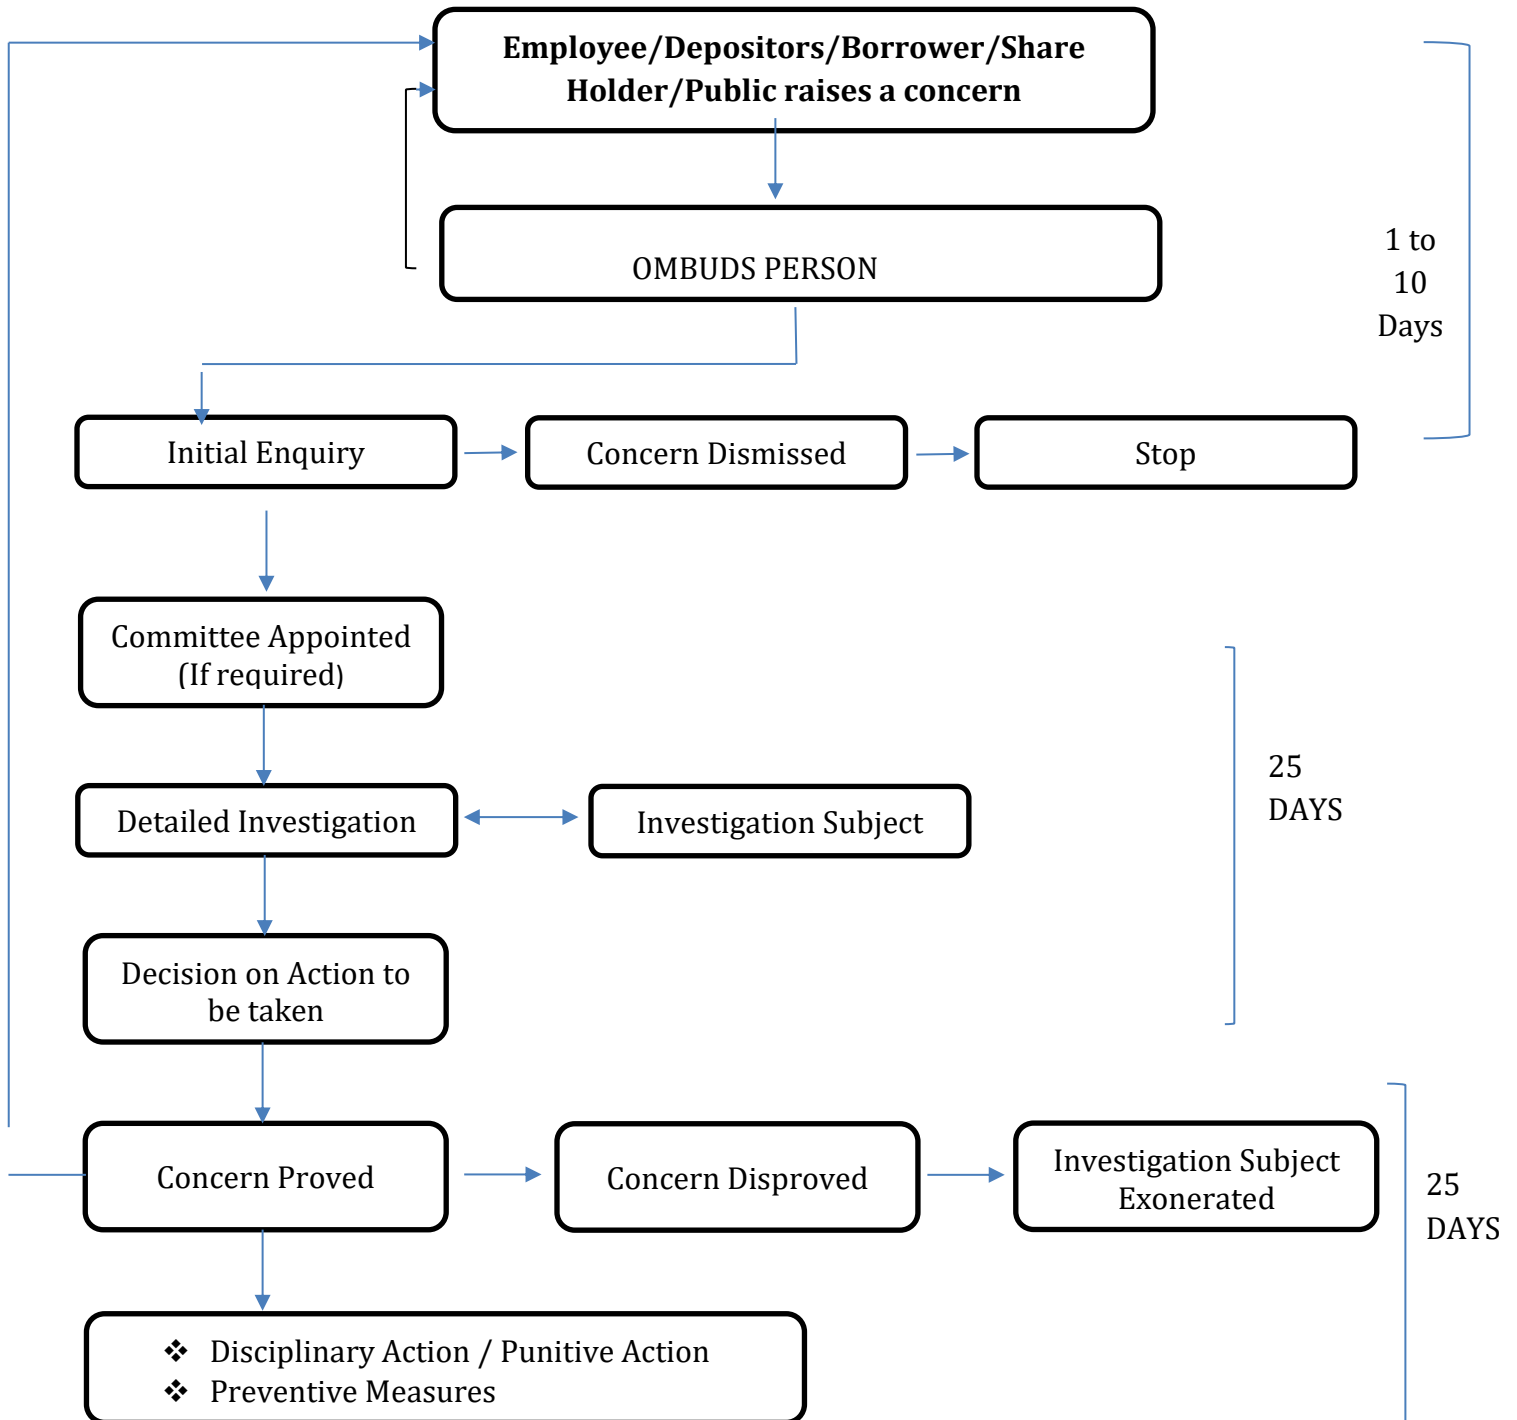 Employee/Depositors/Borrower/Share
Holder/Public raises a concern
OMBUDS PERSON
1 to
10
Days
Initial Enquiry
Concern Dismissed
Stop
Committee Appointed
(If required)
25
DAYS
Detailed Investigation
Investigation Subject
Decision on Action to
be taken
Concern Proved
Concern Disproved
Investigation Subject
Exonerated
25
DAYS
❖ Disciplinary Action / Punitive Action
❖ Preventive Measures